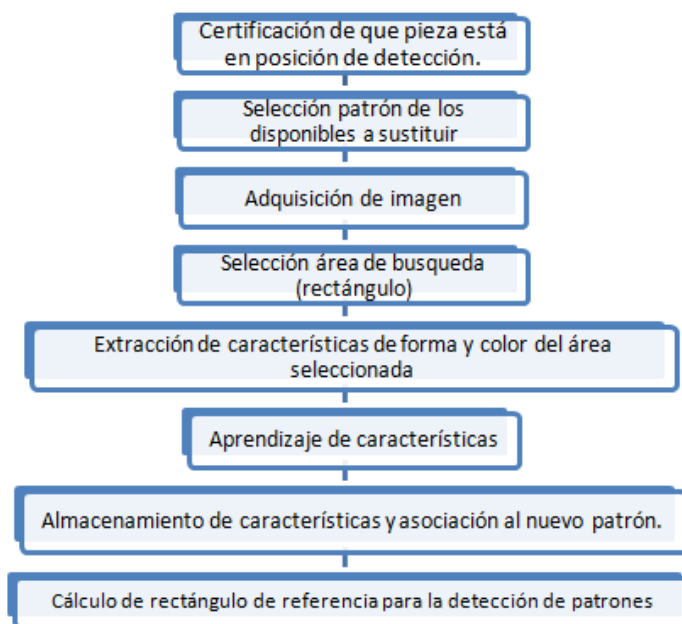 Certificación de que pieza está
en posición de detección.
Selección patrón de los
disponibles a sustituir
Adquisición de imagen
Selección área de busqueda
(rectángulo)
Extracción de características de forma y color del área
seleccionada
Aprendizaje de características
Almacenamiento de características y asociación al nuevo patrón.
Cálculo de rectángulo de referencia para la detección de patrones